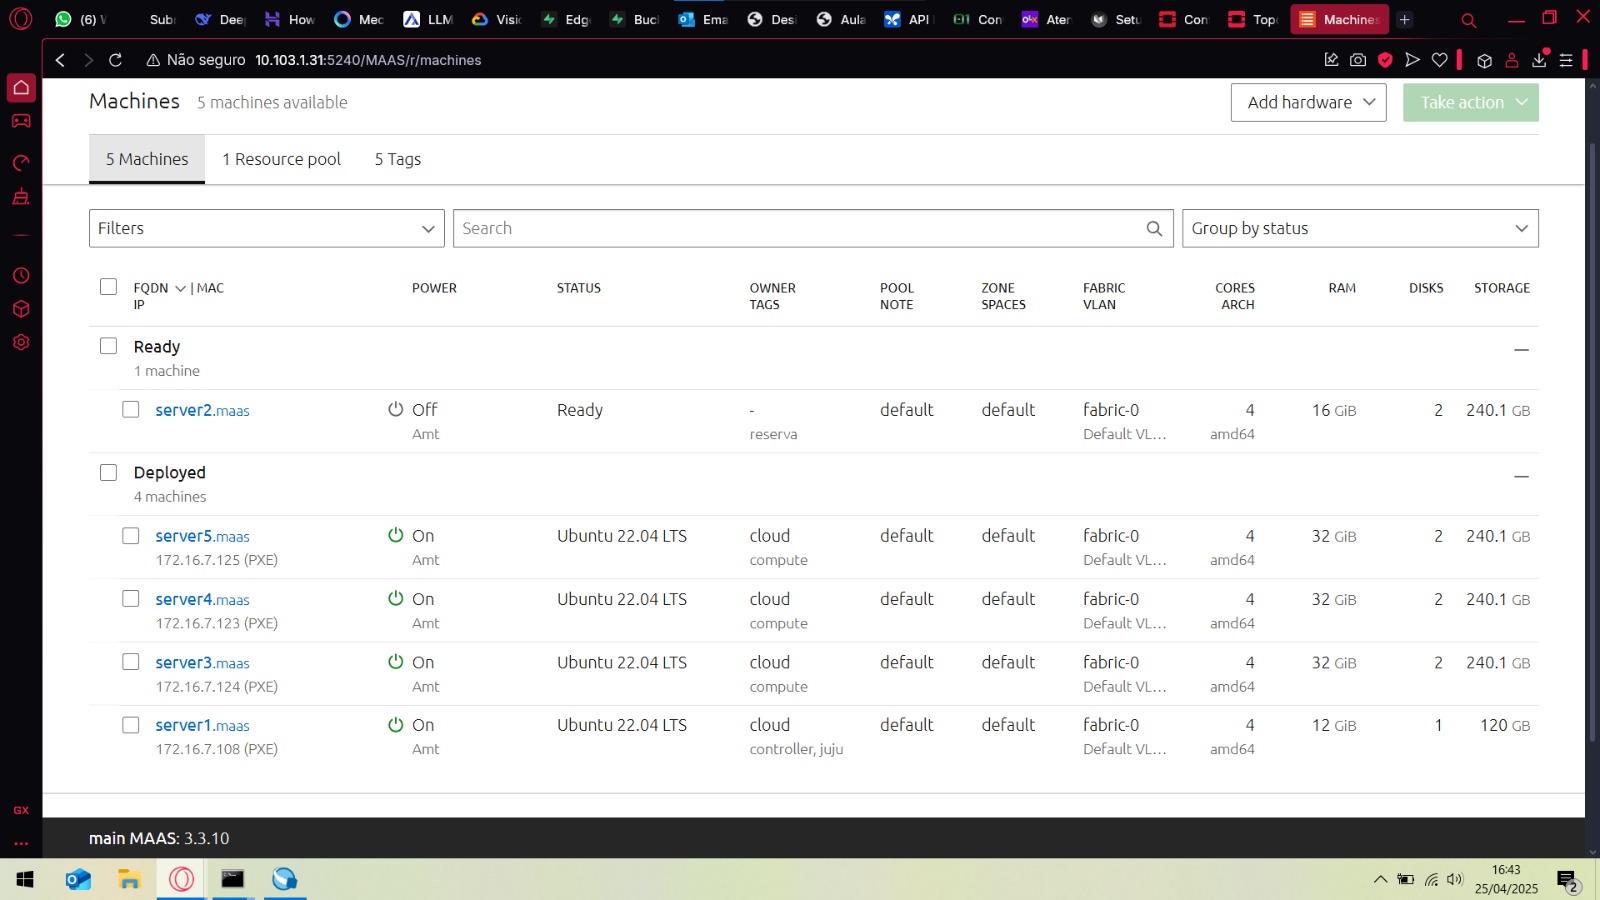 (6) W
Subr
Deep
How
Mec
LLM
Visio
Edg
Buck
Ema
Desi
Aula
API
Con
Aten
Setu
Con
Topo
Machines
Não seguro 10.103.1.31:5240/MAAS/r/machines
Machines 5 machines available
Add hardware
Take action
5 Machines
1 Resource pool
5 Tags
Filters
Search
Group by status
FQDN | MAC
IP
POWER
STATUS
OWNER
TAGS
POOL
NOTE
ZONE
SPACES
FABRIC
VLAN
CORES
ARCH
RAM
DISKS
STORAGE
Ready
1 machine
server2.maas Off Ready - default default fabric-0 4 16 GiB 2 240.1 GB
Amt reserva Default VL... amd64
Deployed
4 machines
server5.maas On Ubuntu 22.04 LTS cloud default default fabric-0 4 32 GiB 2 240.1 GB
172.16.7.125 (PXE) Amt compute Default VL... amd64
server4.maas On Ubuntu 22.04 LTS cloud default default fabric-0 4 32 GiB 2 240.1 GB
172.16.7.123 (PXE) Amt compute Default VL... amd64
server3.maas On Ubuntu 22.04 LTS cloud default default fabric-0 4 32 GiB 2 240.1 GB
172.16.7.124 (PXE) Amt compute Default VL... amd64
server1.maas On Ubuntu 22.04 LTS cloud default default fabric-0 4 12 GiB 1 120 GB
172.16.7.108 (PXE) Amt controller, juju Default VL... amd64
GX
main MAAS: 3.3.10
16:43
25/04/2025
2